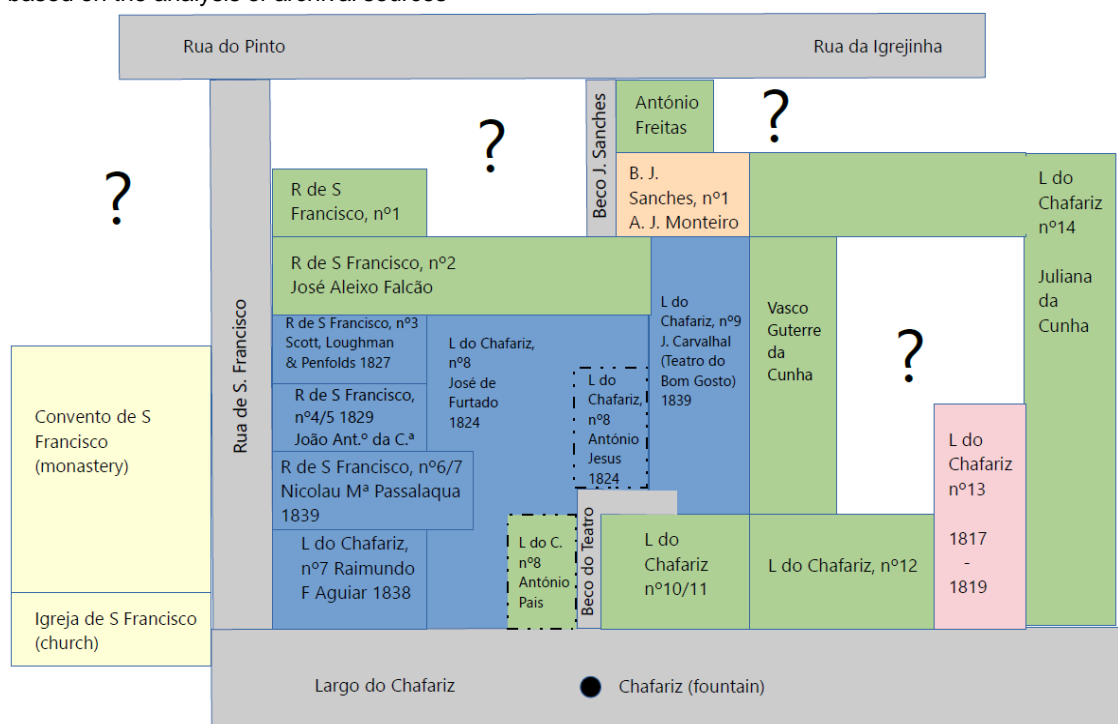 based on the analysis of archival sources
Rua do Pinto
Rua da Igrejinha
?
?
?
Beco J. Sanches
António
Freitas
B. J.
Sanches, nº1
A. J. Monteiro
L do
Chafariz
nº14
Juliana
da
Cunha
R de S
Francisco, nº1
R de S Francisco, nº2
José Aleixo Falcão
Rua de S. Francisco
R de S Francisco, nº3
Scott, Loughman
& Penfolds 1827
L do Chafariz,
nº8
José de
Furtado
1824
L do
Chafariz, nº9
J. Carvalhal
(Teatro do
Bom Gosto)
1839
Vasco
Guterre
da
Cunha
?
Convento de S
Francisco
(monastery)
R de S Francisco,
nº4/5 1829
João Ant.º da C.ª
L do
Chafariz,
nº8
António
Jesus
1824
R de S Francisco, nº6/7
Nicolau Mª Passalaqua
1839
L do
Chafariz
nº13
1817
-
1819
L do Chafariz,
nº7 Raimundo
F Aguiar 1838
L do C.
nº8
António
Pais
Beco do Teatro
L do
Chafariz
nº10/11
L do Chafariz, nº12
Igreja de S Francisco
(church)
Largo do Chafariz
Chafariz (fountain)